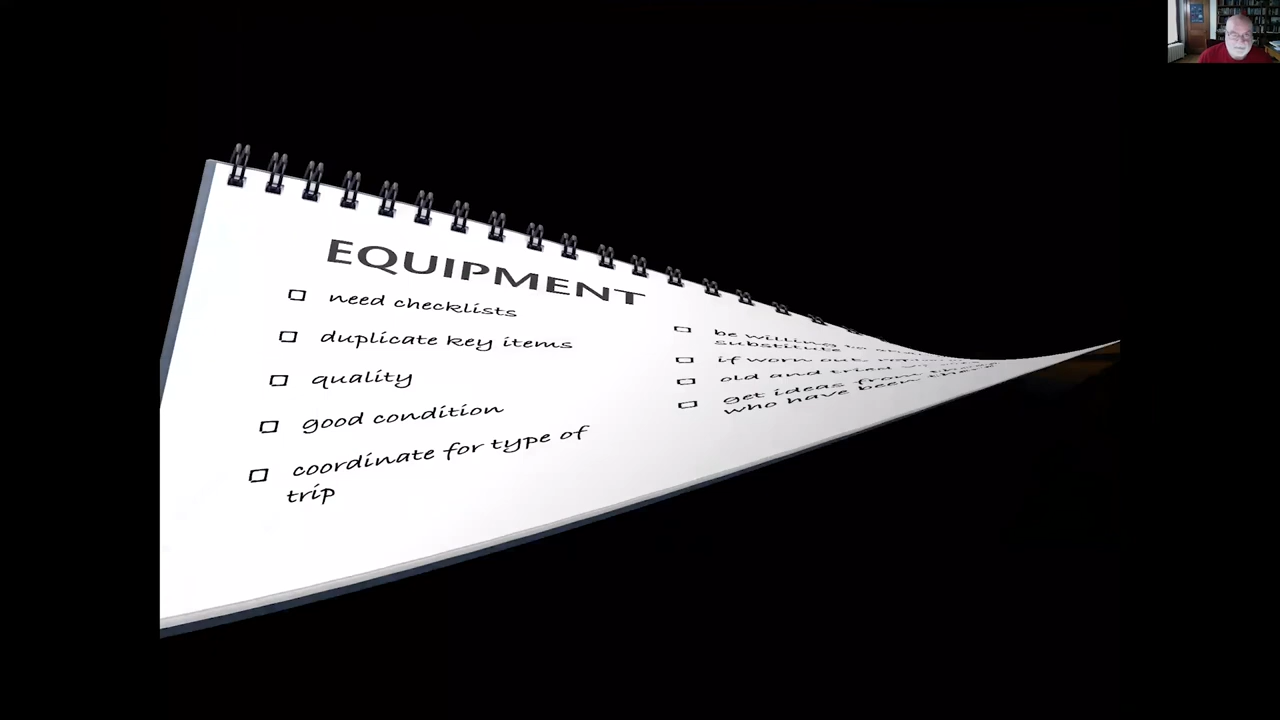 EQUIPMENT
need checklists
duplicate key items
quality
good condition
coordinate for type of
trip
be willing to
substitute
if worn out
old and tried
get ideas from
who have been there